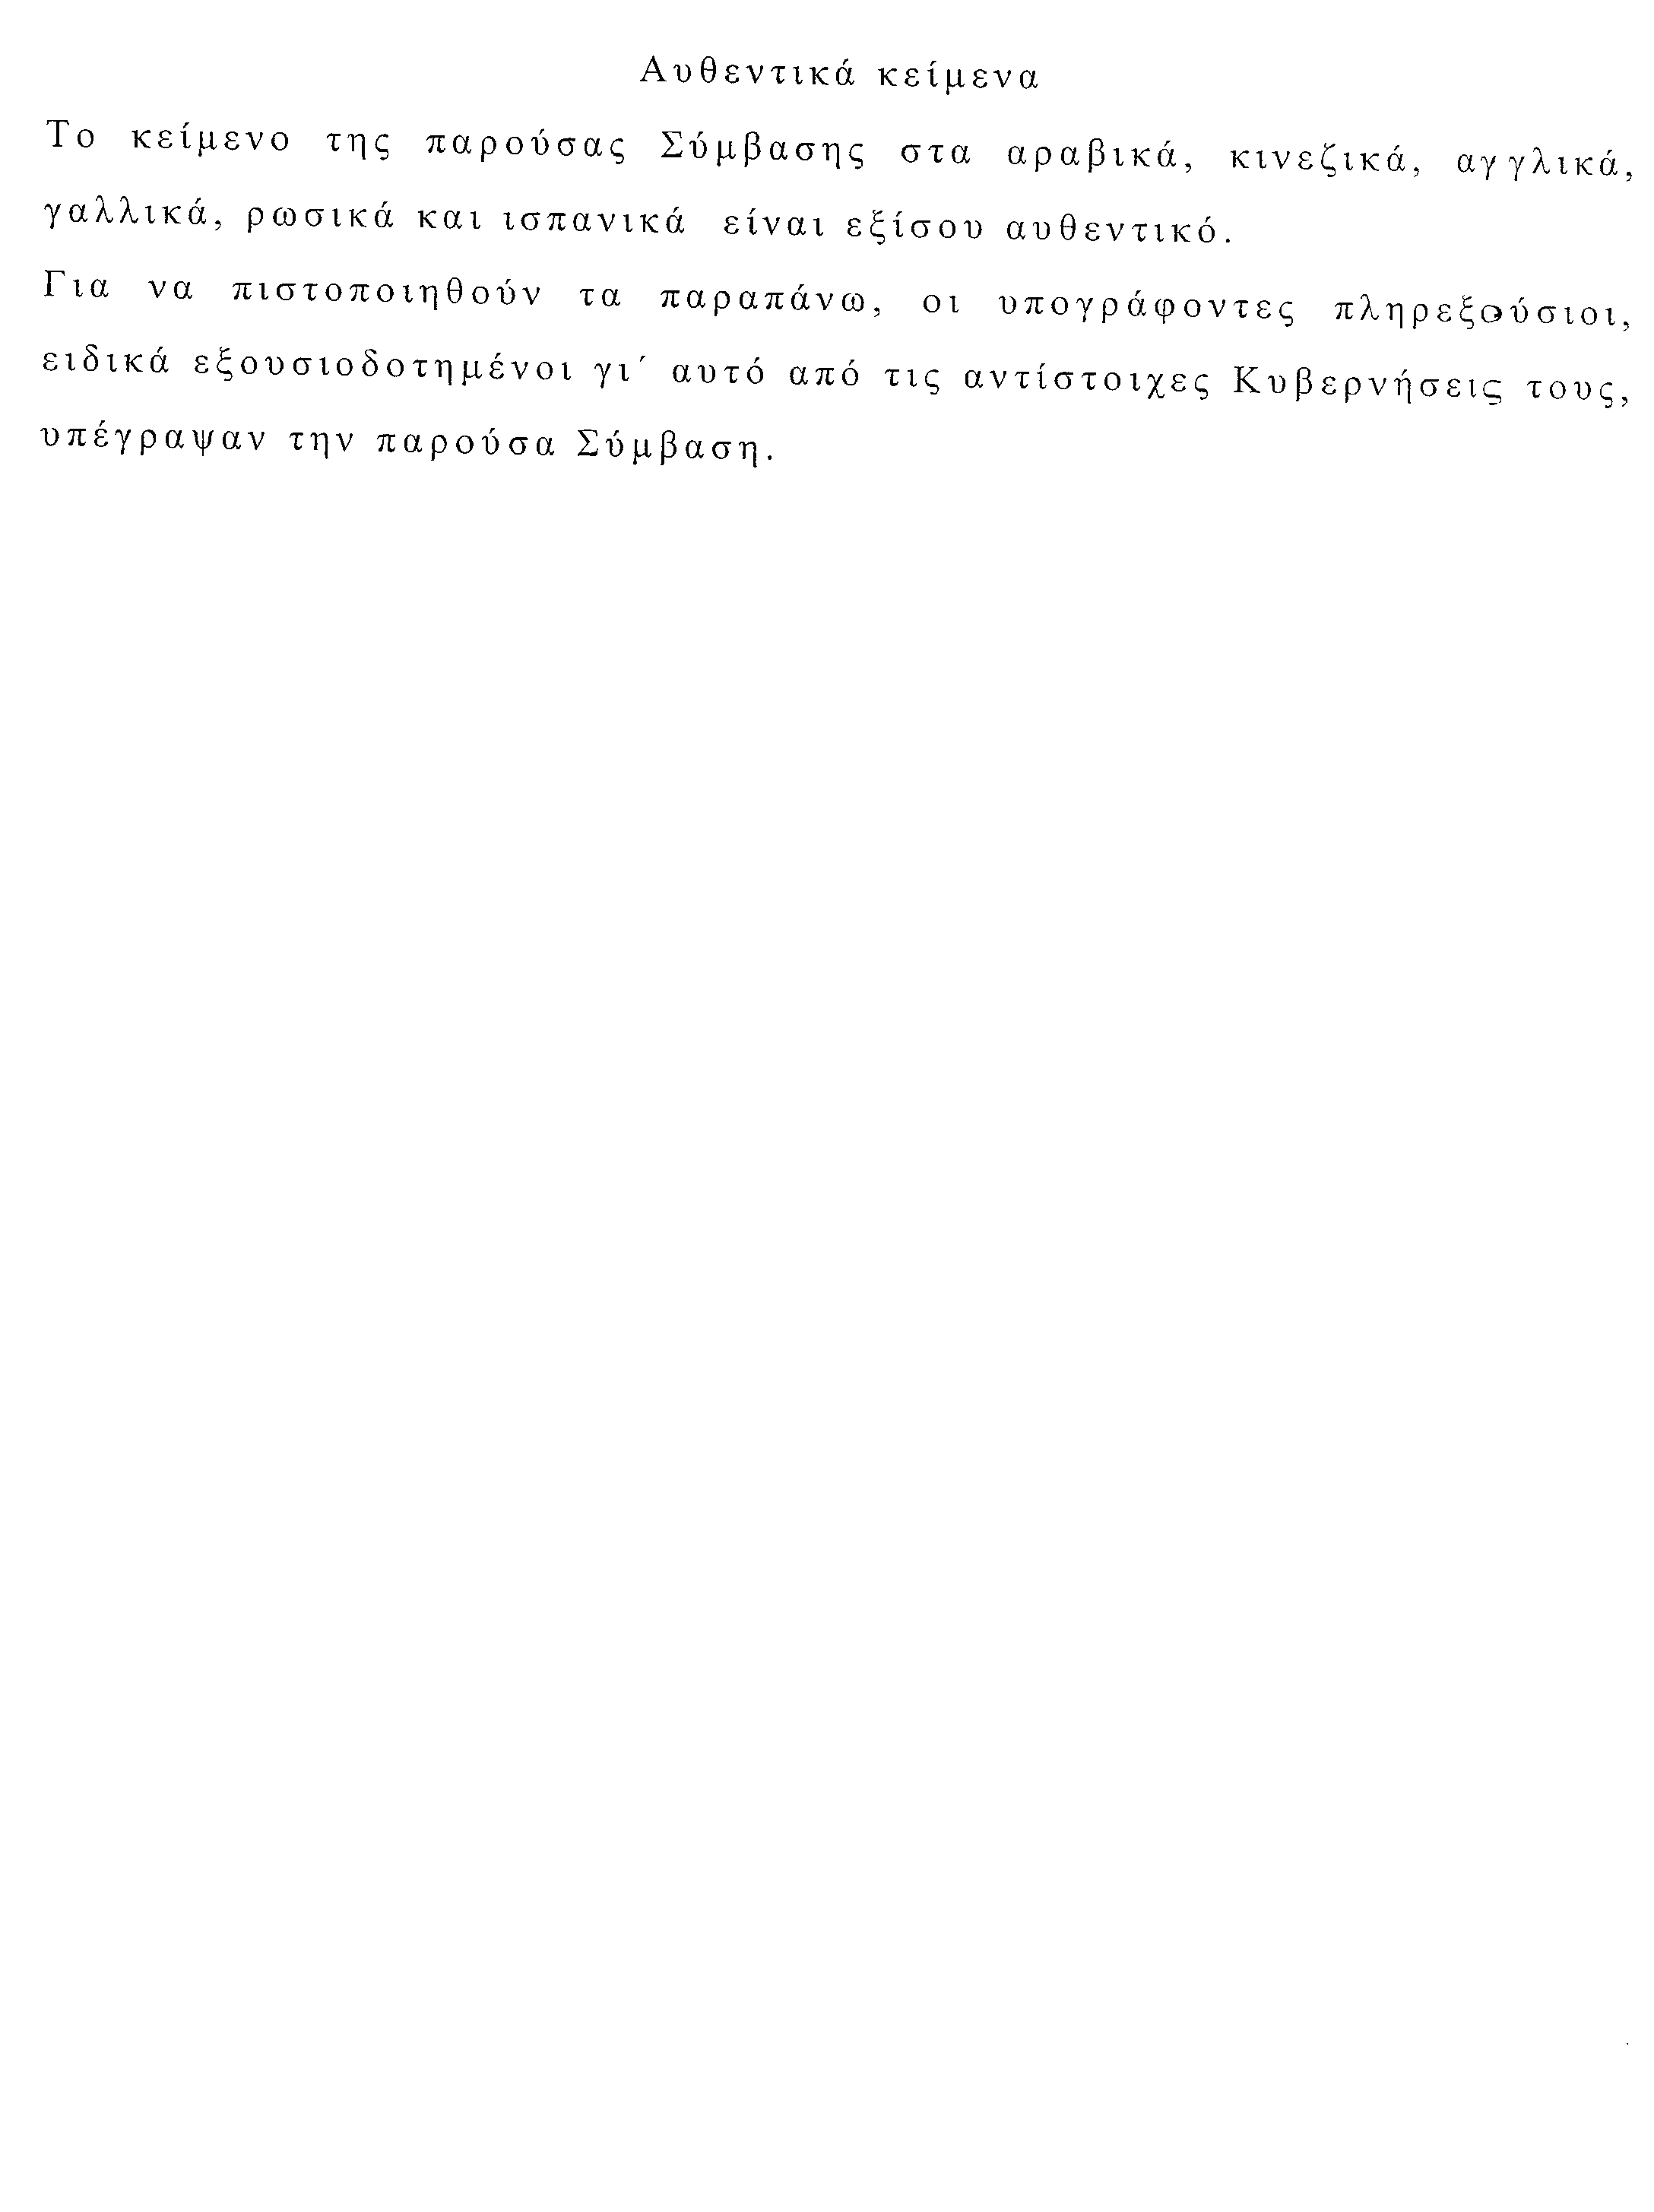 Αυθεντικά κείμενα
Το κείμενο της παρούσας Σύμβασης στα αραβικά, κινεζικά, αγγλικά,
γαλλικά, ρωσικά και ισπανικά είναι εξίσου αυθεντικό.
Για να πιστοποιηθούν τα παραπάνω, οι υπογράφοντες πληρεξούσιοι,
ειδικά εξουσιοδοτημένοι γι΄ αυτό από τις αντίστοιχες Κυβερνήσεις τους,
υπέγραψαν την παρούσα Σύμβαση.